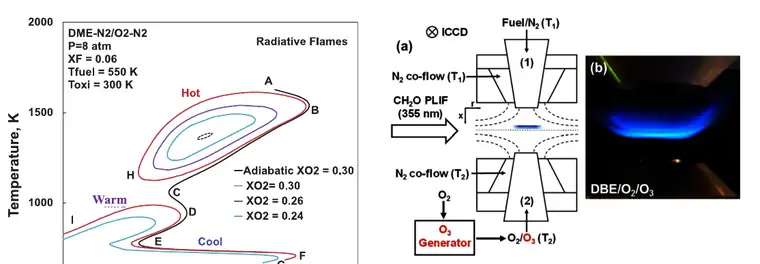 2000
DME-N2/O2-N2
P=8 atm
XF = 0.06
Tfuel = 550 K
Toxi = 300 K
Radiative Flames
Hot
A
B
1500
H
C
Adiabatic XO2 = 0.30
XO2= 0.30
XO2 = 0.26
XO2 = 0.24
Warm
1000
I
D
E
Cool
F
Temperature, K
(a)
ICCD
Fuel/N2 (T1)
(1)
N2 co-flow (T1)
CH2O PLIF
(355 nm)
r
x
N2 co-flow (T2)
(2)
O2
O3
Generator
O2/O3 (T2)
(b)
DBE/O2/O3